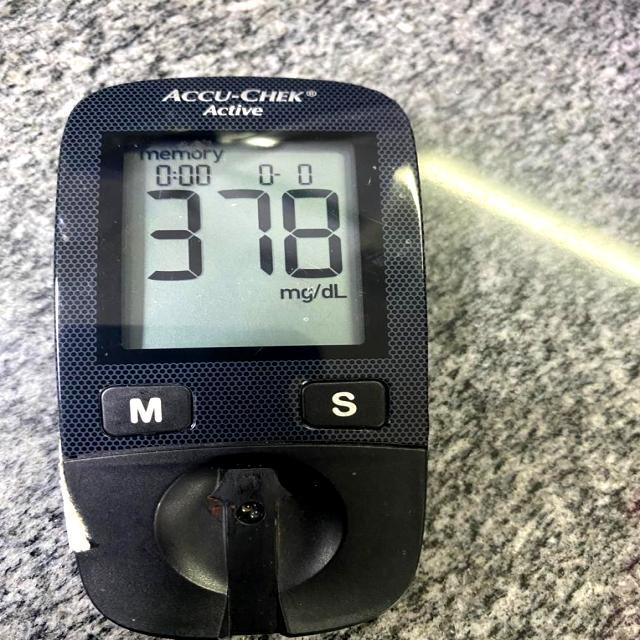 ACCU-CHEK®
Active
memory
0:00 0- 0
378
mg/dL
M S